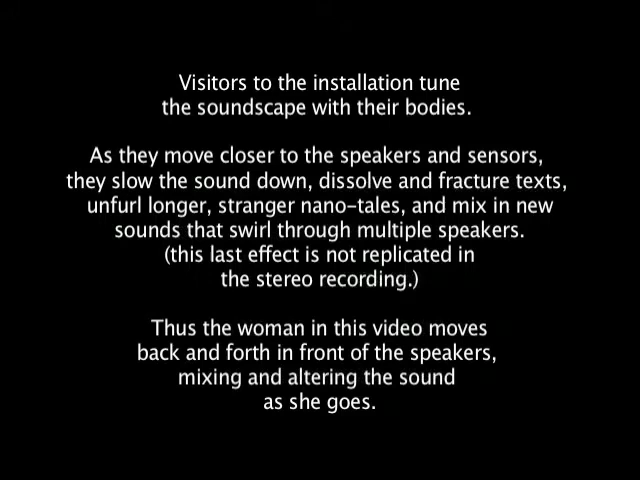 Visitors to the installation tune
the soundscape with their bodies.
As they move closer to the speakers and sensors,
they slow the sound down, dissolve and fracture texts,
unfurl longer, stranger nano-tales, and mix in new
sounds that swirl through multiple speakers.
(this last effect is not replicated in
the stereo recording.)
Thus the woman in this video moves
back and forth in front of the speakers,
mixing and altering the sound
as she goes.